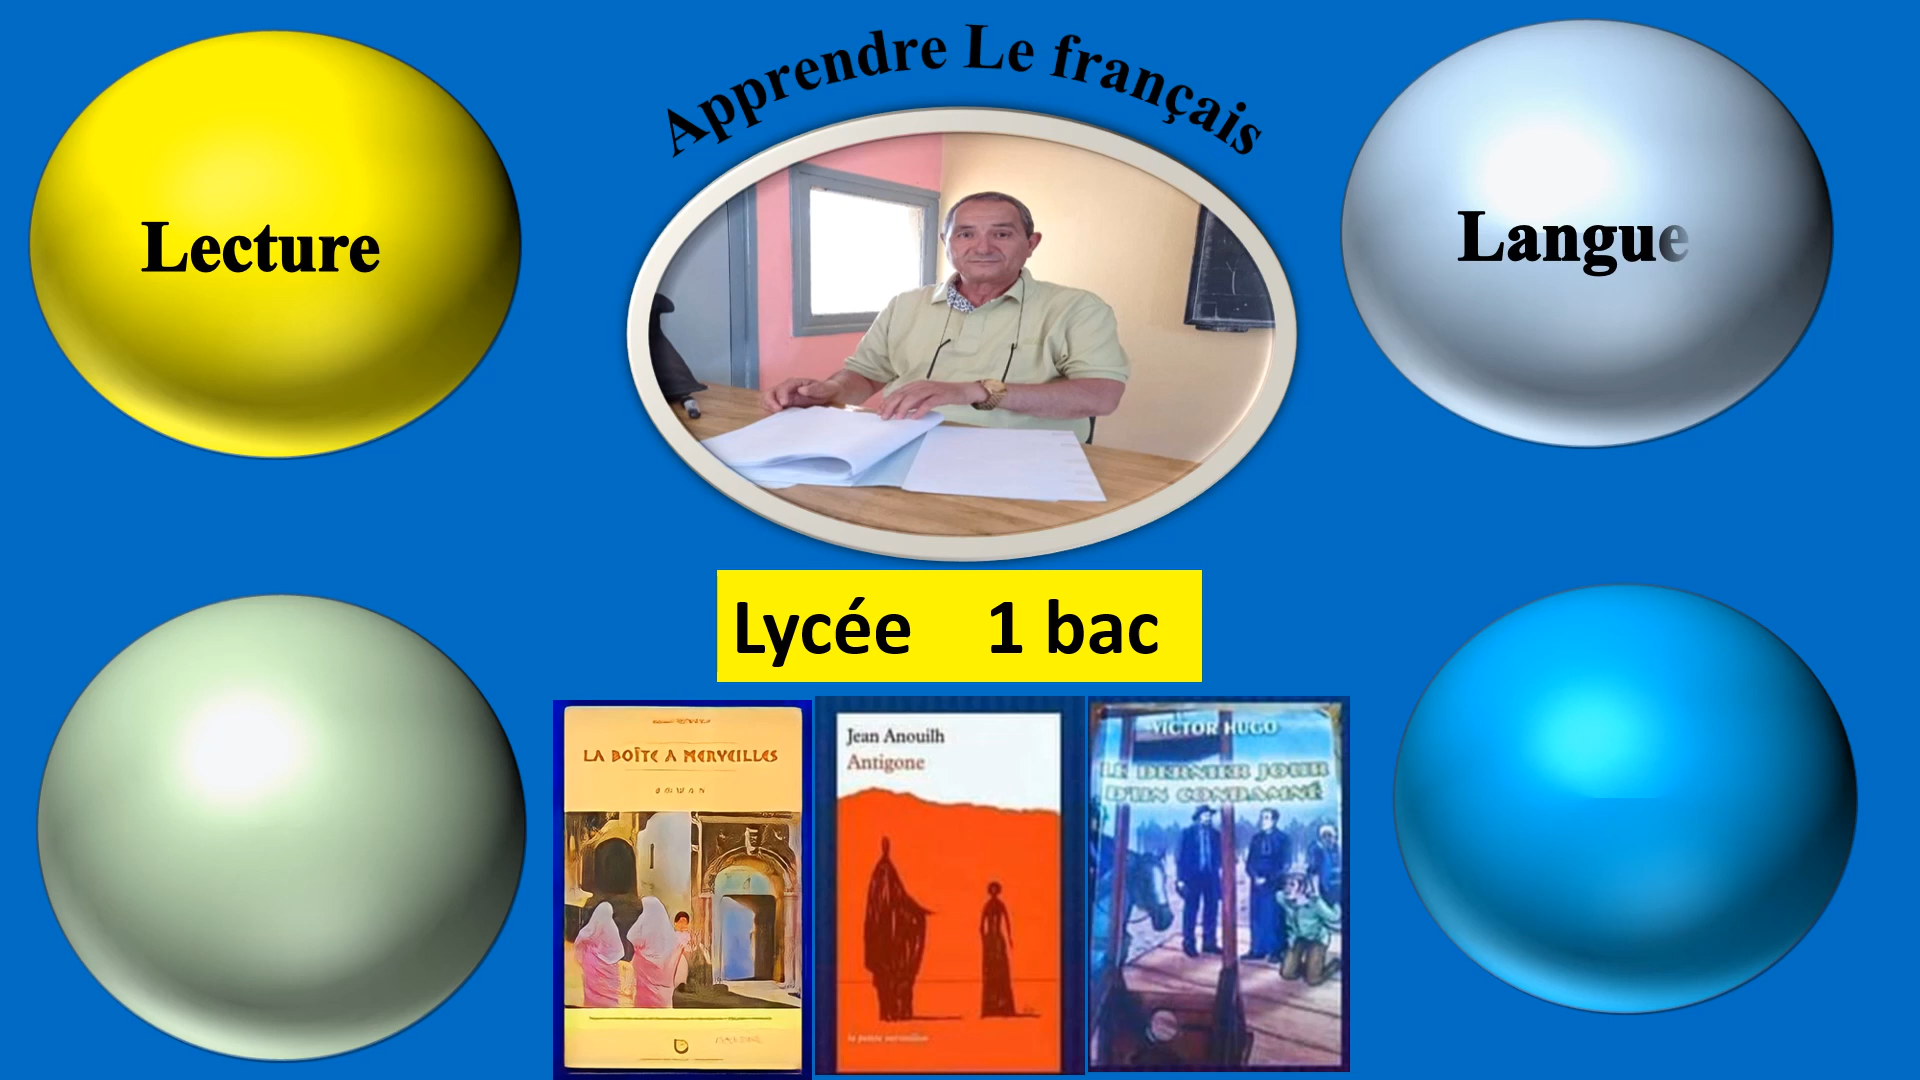 Apprendre Le français
Lecture
Langue
Lycée 1 bac
LA BOÎTE A MERVEILLES
Jean Anouilh
Antigone
VICTOR HUGO
LE DERNIER JOUR
D'UN CONDAMNÉ